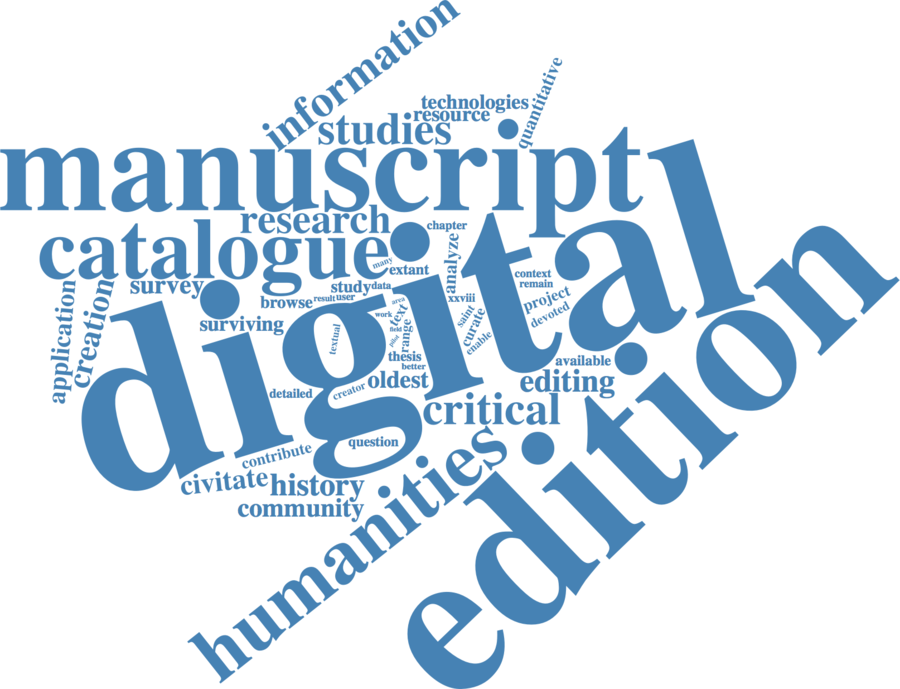 information
quantitative
technologies
resource
studies
manuscript
research
chapter
catalogue
many
extant
analyze
context
remain
survey
study
data
application
creation
browse
result
user
area
xxviii
project
devoted
surviving
work
text
saint
curate
textual
field
range
pilot
enable
digital
thesis
better
available
detailed
creator
oldest
editing
critical
question
contribute
civitate
history
community
humanities
edition